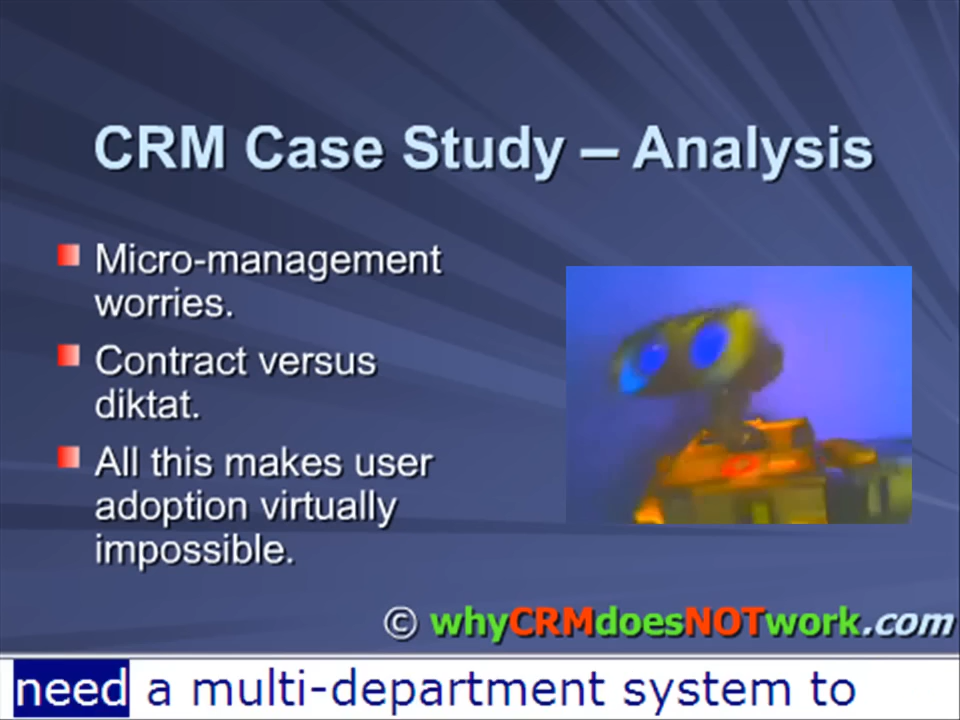 CRM Case Study – Analysis
Micro-management
worries.
Contract versus
diktat.
All this makes user
adoption virtually
impossible.
© whyCRMdoesNOTwork.com
need a multi-department system to